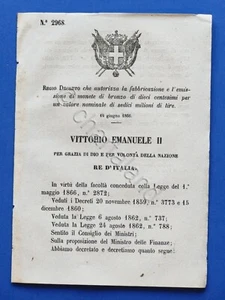 N.° 2968.
REGIO DECRETO che autorizza la fabbricazione e l'emis-
sione di monete di bronzo di dieci centesimi per
un valore nominale di sedici milioni di lire.
14 giugno 1866.
VITTORIO EMANUELE II
PER GRAZIA DI DIO E PER VOLONTÀ DELLA NAZIONE
RE D'ITALIA
In virtù della facoltà conceduta colla Legge del 1.°
maggio 1866, n.° 2872;
Veduti i Decreti 20 novembre 1859, n.° 3773 e 15
dicembre 1860;
Veduta la Legge 6 agosto 1862, n.° 737;
Veduta la Legge 24 agosto 1862, n.° 788;
Sentito il Consiglio dei Ministri;
Sulla proposizione del Ministro delle Finanze;
Abbiamo decretato e decretiamo quanto segue: